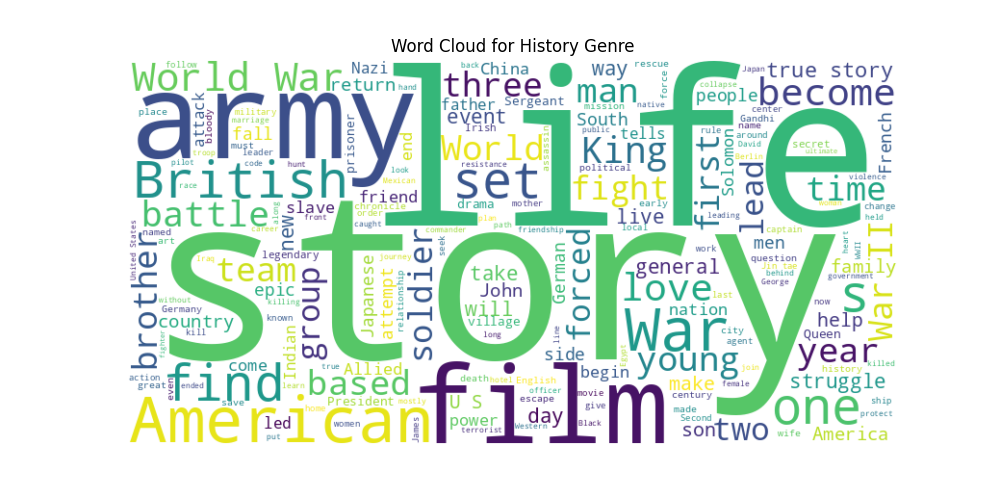 Word Cloud for History Genre
follow
World War
Nazi
return
hand
back
China
three
way
rescue
force
Japan
true story
collapse
people
become
life
army
man
place
attack
bloody
military
marriage
fall
must
leader
prisoner
end
father
Sergeant
event
Irish
mission
native
South
public
tells
assassin
World
King
political
first
rule
name
center
Gandhi
around
David
Berlin
Solomon
secret
ultimate
French
violence
pilot
troop
code
hunt
look
Mexican
race
British
resistance
set
drama
mother
fight
early
live
local
leading
lead
time
woman
change
held
captain
battle
along
slave
front
friend
chronicle
order
caught
plan
path
friendship
story
United States
named
art
career
new
legendary
commander
seek
men
question
Jin tae
behind
George
heart
WWII
family
government
War II
brother
team
Iraq
killing
epic
without
Germany
country
kill
known
fighter
group
Indian
Japanese
attempt
journey
relationship
soldier
take
John
will
village
long
German
line
forced
side
general
work
love
last
nation
war
city
agent
young
now
s
help
Queen
year
history
killed
come
true
Allied
find
based
learn
action
great
even
ended
save
President
mostly
home
women
led
put
James
American
film
death
hotel
English
officer
escape
U S
power
terrorist
Western
day
movie
give
Black
begin
Egypt
make
century
female
join
made
Second
son
two
wife
one
struggle
ship
protect
America